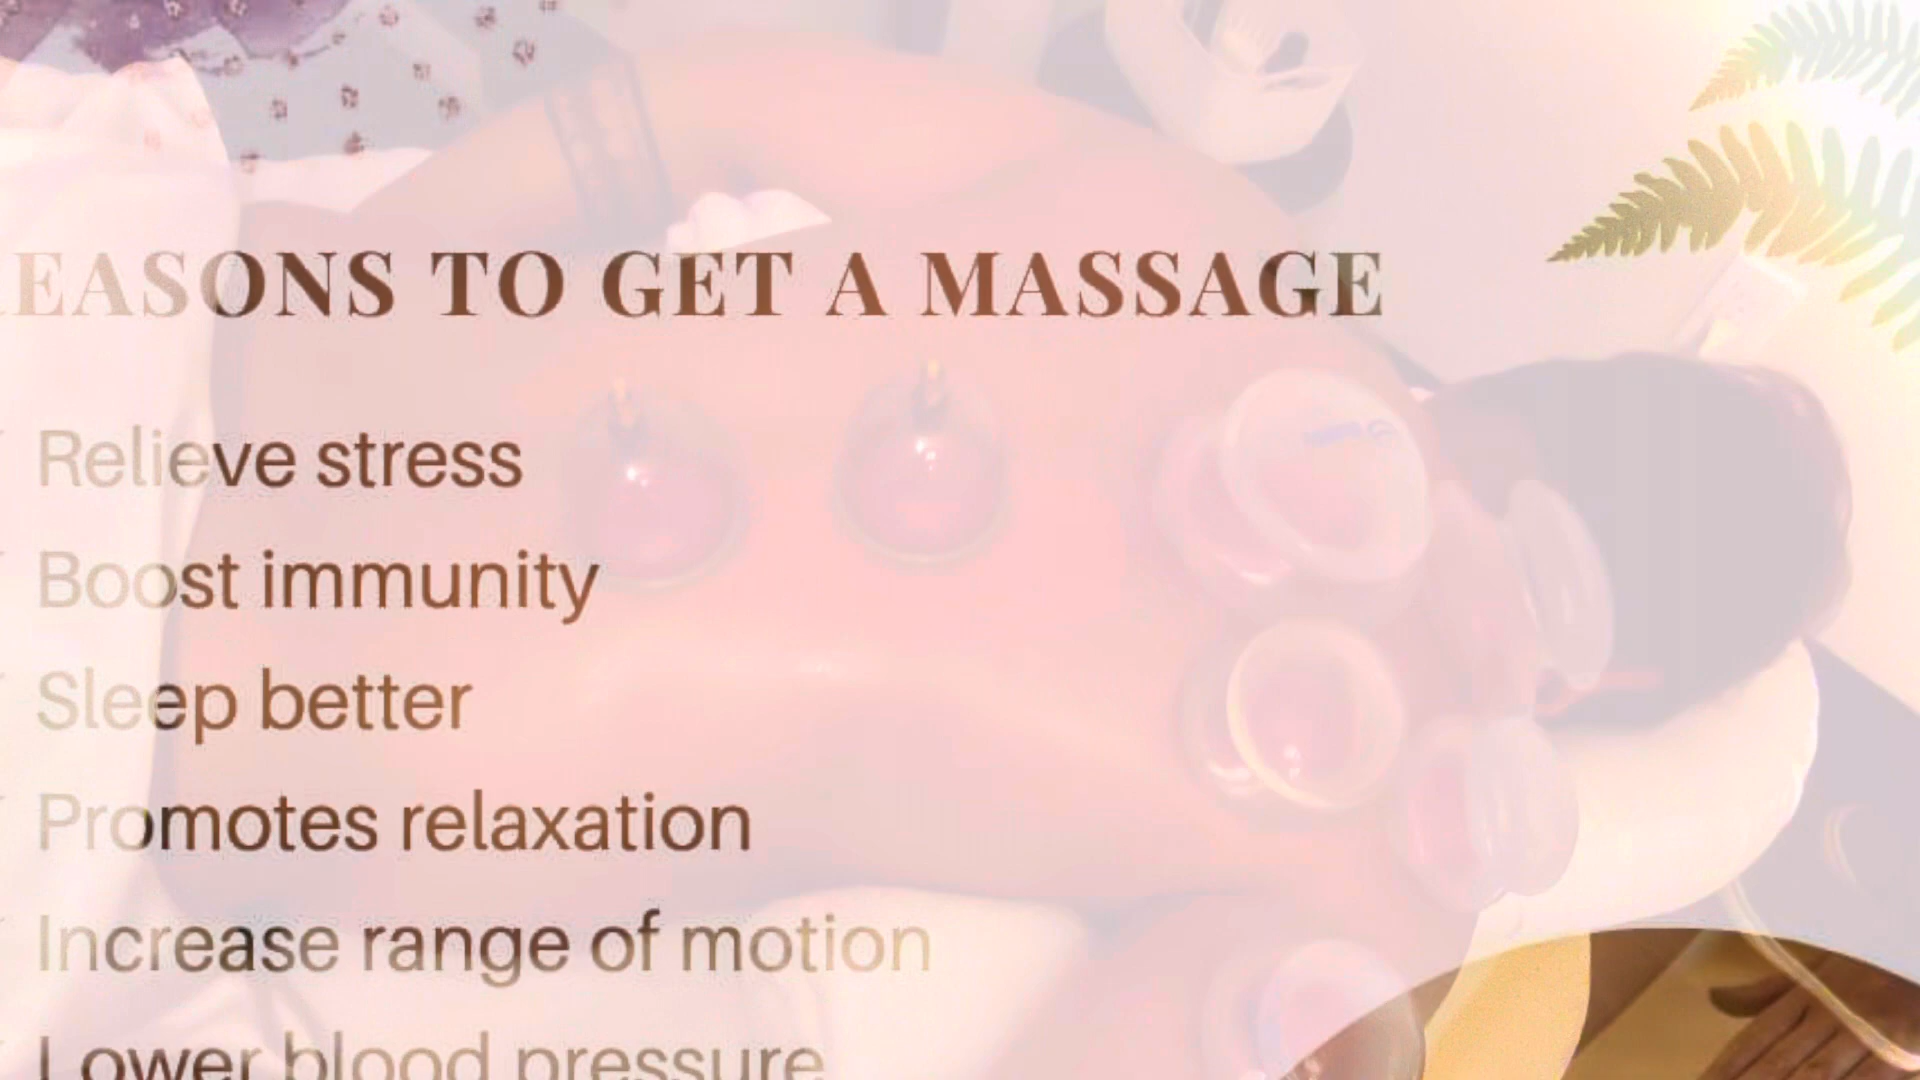 EASONS TO GET A MASSAGE
Relieve stress
Boost immunity
Sleep better
Promotes relaxation
Increase range of motion
Lower blood pressure